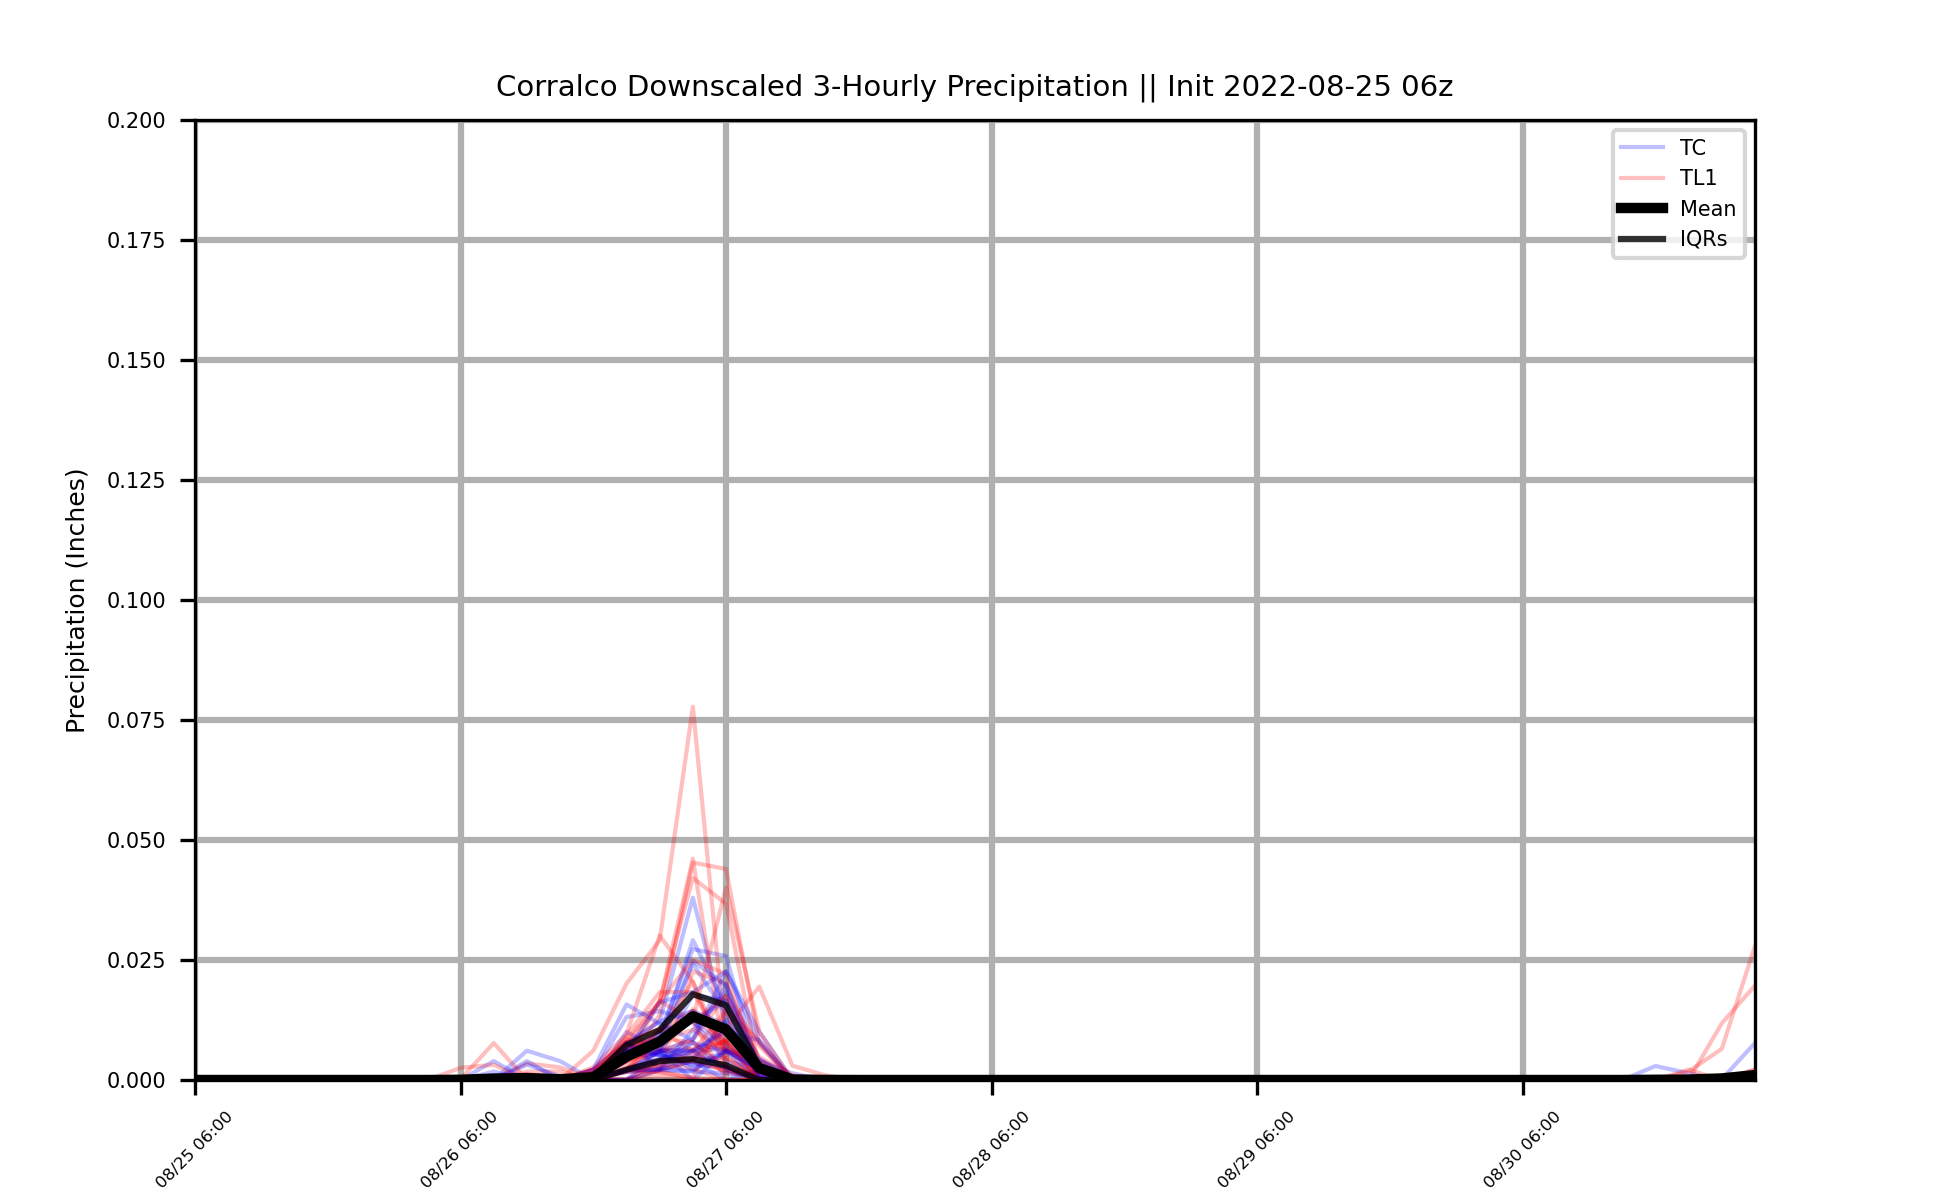 Corralco Downscaled 3-Hourly Precipitation || Init 2022-08-25 06z
0.200
0.175
0.150
0.125
0.100
0.075
0.050
0.025
0.000
Precipitation (Inches)
TC
TL1
Mean
IQRs
08/25 06:00
08/26 06:00
08/27 06:00
08/28 06:00
08/29 06:00
08/30 06:00